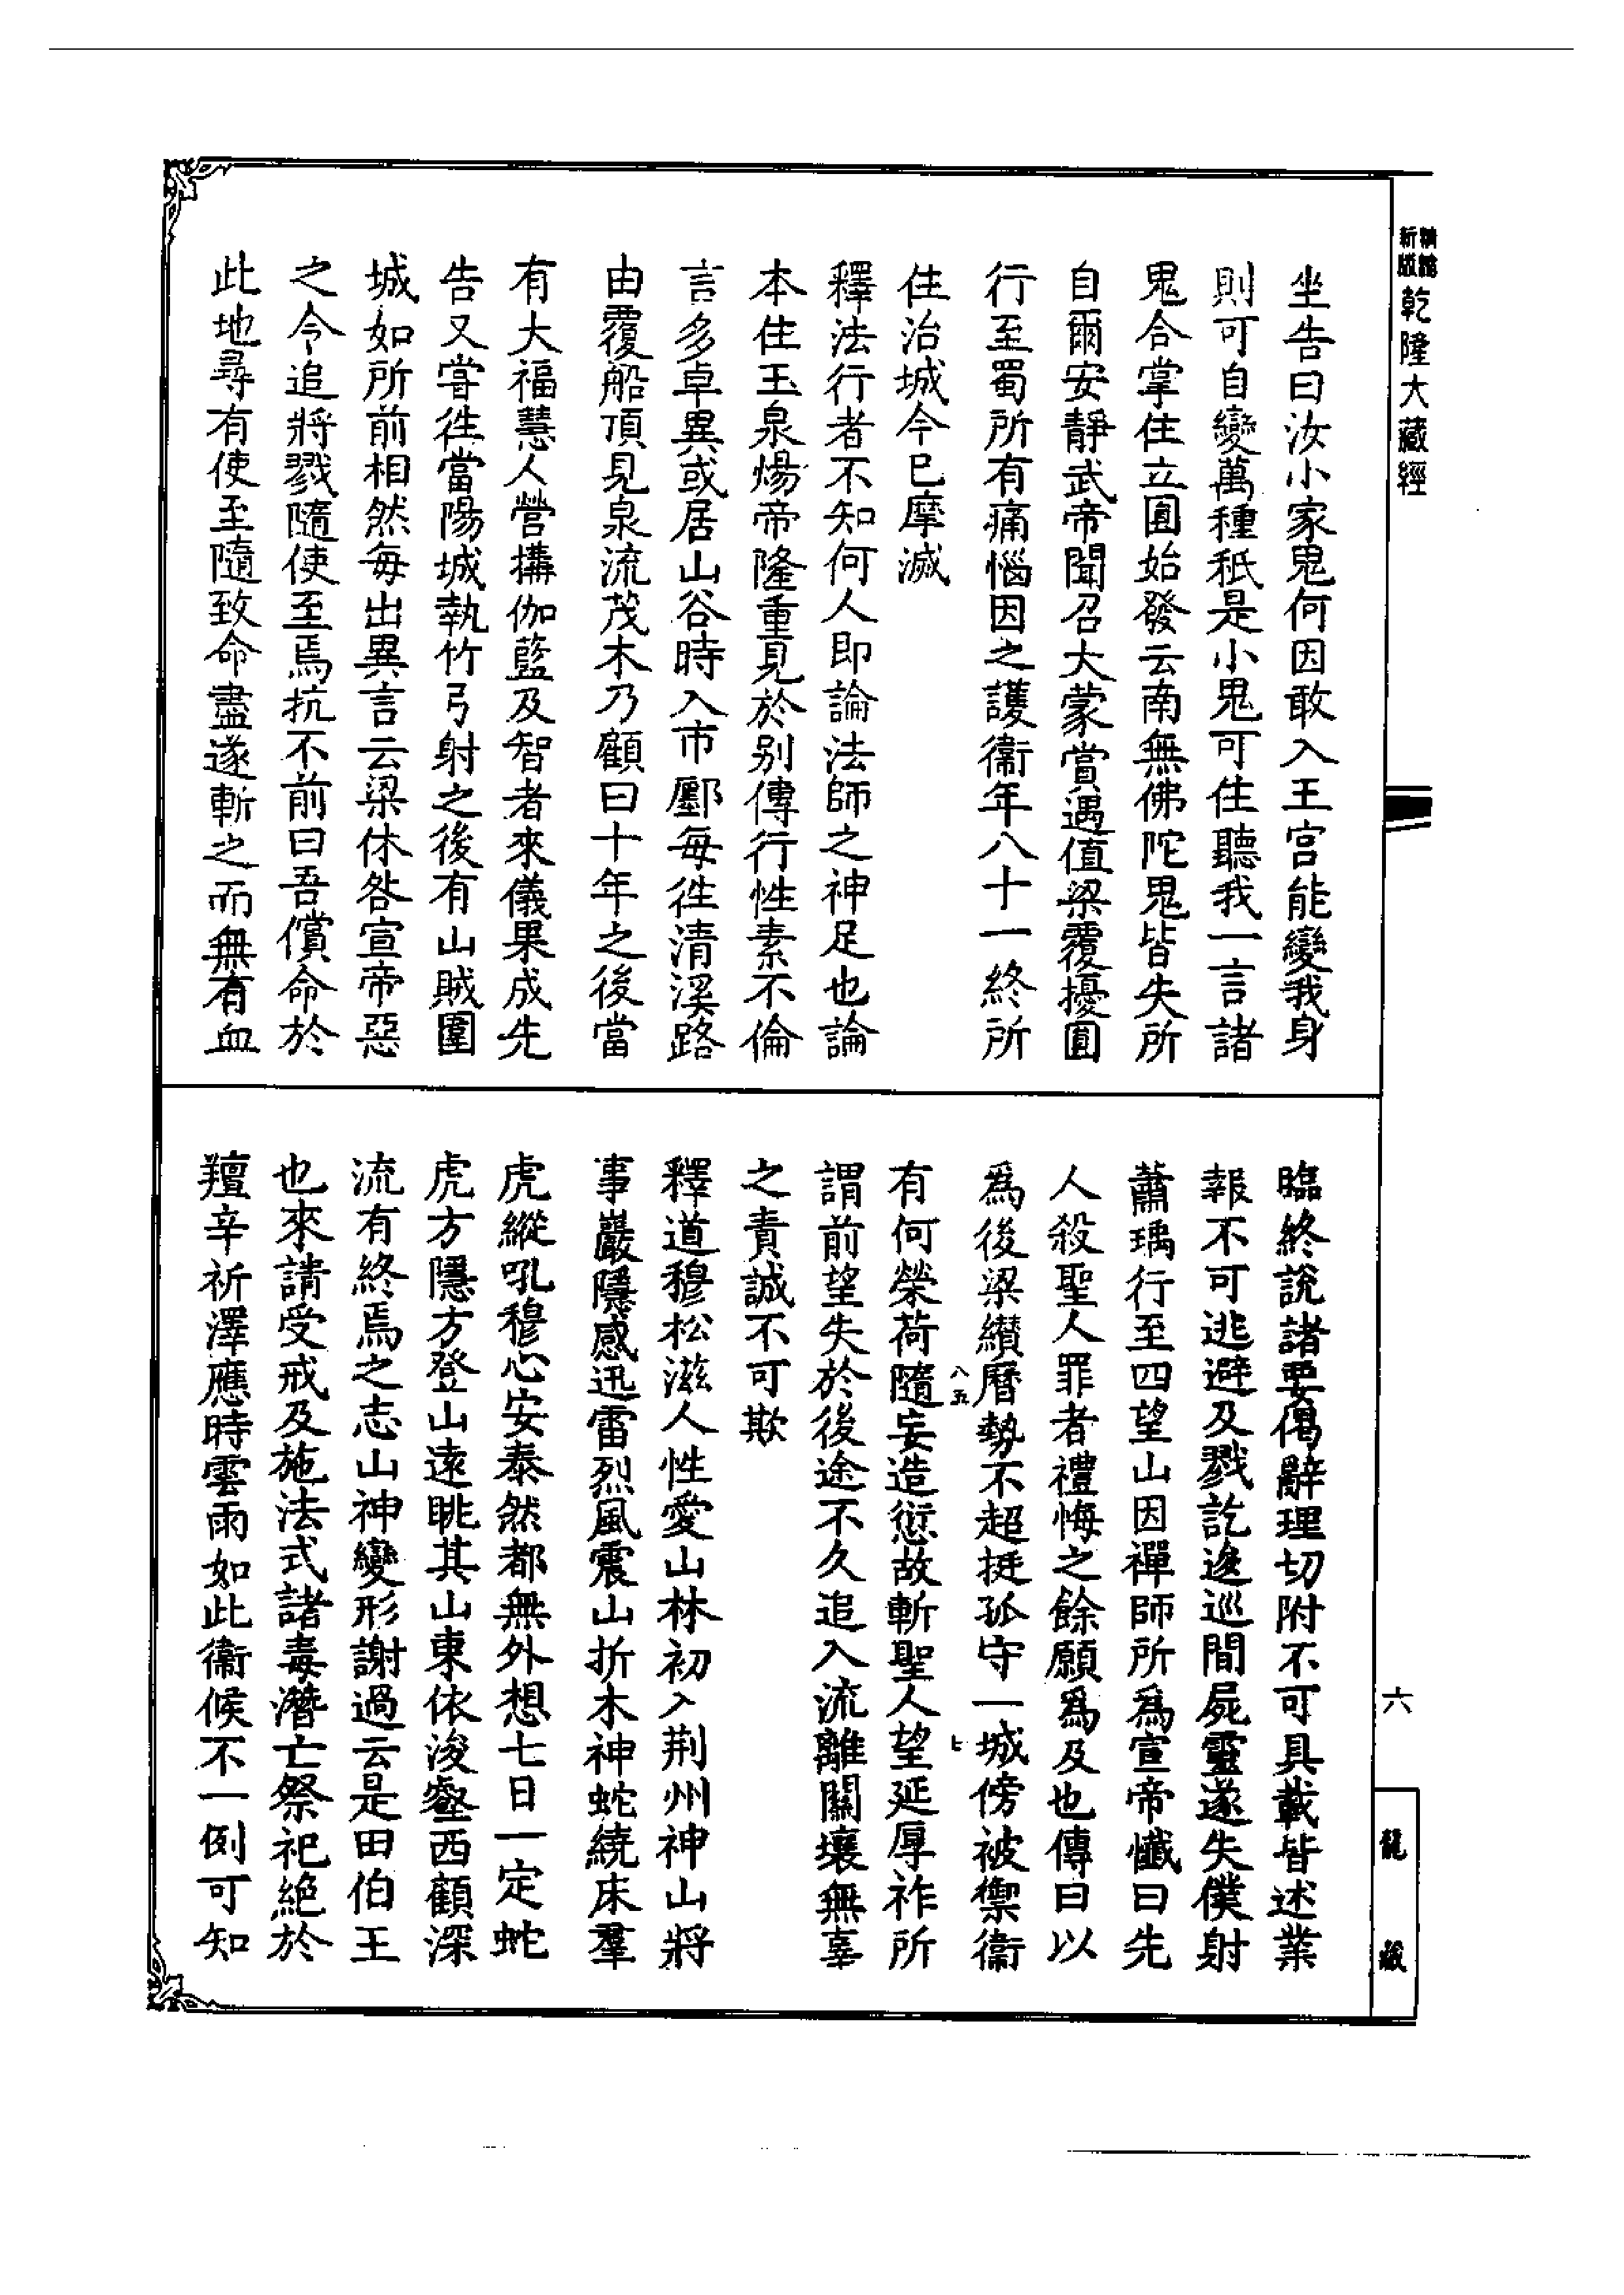 新版 精縮 乾隆大藏經
坐告曰汝小家鬼何因敢入王宫能變我身
則可自變萬種秖是小鬼可住聽我一言諸
鬼合掌住立圓始發云南無佛陀鬼皆失所
自爾安靜武帝聞召大蒙賞遇值梁覆擾圓
行至蜀所有痛惱因之護衞年八十一終所
住治城今已摩滅
釋法行者不知何人即論法師之神足也論
本住玉泉煬帝隆重見於别傳行性素不倫
言多卓異或居山谷時入市鄽每徃清溪路
由覆船頂見泉流茂木乃顧曰十年之後當
有大福慧人營搆伽藍及智者來儀果成先
告又甞徃當陽城執竹弓射之後有山賊圍
城如所前相然每出異言云梁休咎宣帝惡
之令追將戮隨使至焉抗不前曰吾償命於
此地尋有使至隨致命盡遂斬之而無有血
臨終說諸要偈辭理切附不可具載皆述業
報不可逃避及戮訖逡巡間屍靈遂失僕射
蕭瑀行至四望山因禪師所爲宣帝懺曰先
人殺聖人罪者禮悔之餘願爲及也傳曰以
爲後梁纘曆勢不超挺孤守一城傍被禦衞
八五 七
有何榮荷隨妄造愆故斬聖人望延厚祚所
謂前望失於後途不久追入流離關壤無辜
之責誠不可欺
釋道穆松滋人性愛山林初入荆州神山將
事巖隱感迅雷烈風震山折木神蛇繞床羣
虎縱吼穆心安泰然都無外想七日一定蛇
虎方隱方登山遠眺其山東依浚壑西顧深
流有終焉之志山神變形謝過云是田伯王
也來請受戒及施法式諸毒潛亡祭祀絕於
羶辛祈澤應時雲雨如此衞候不一例可知
六
龍藏